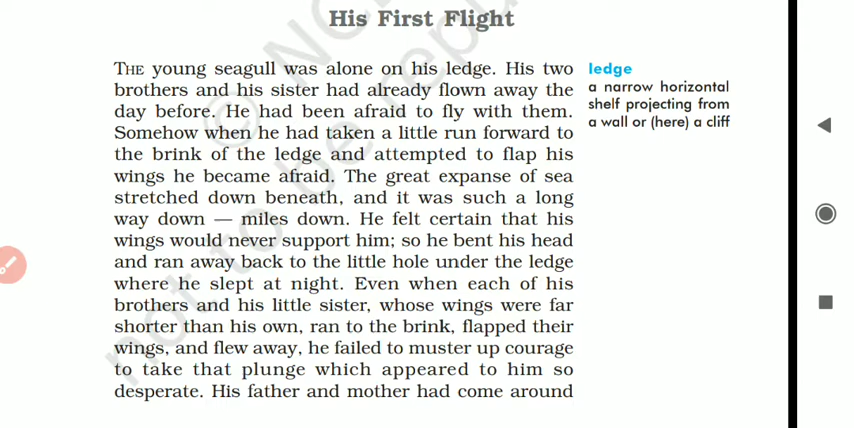 His First Flight
THE young seagull was alone on his ledge. His two
brothers and his sister had already flown away the
day before. He had been afraid to fly with them.
Somehow when he had taken a little run forward to
the brink of the ledge and attempted to flap his
wings he became afraid. The great expanse of sea
stretched down beneath, and it was such a long
way down — miles down. He felt certain that his
wings would never support him; so he bent his head
and ran away back to the little hole under the ledge
where he slept at night. Even when each of his
brothers and his little sister, whose wings were far
shorter than his own, ran to the brink, flapped their
wings, and flew away, he failed to muster up courage
to take that plunge which appeared to him so
desperate. His father and mother had come around
ledge
a narrow horizontal
shelf projecting from
a wall or (here) a cliff
© NC
not to be repu